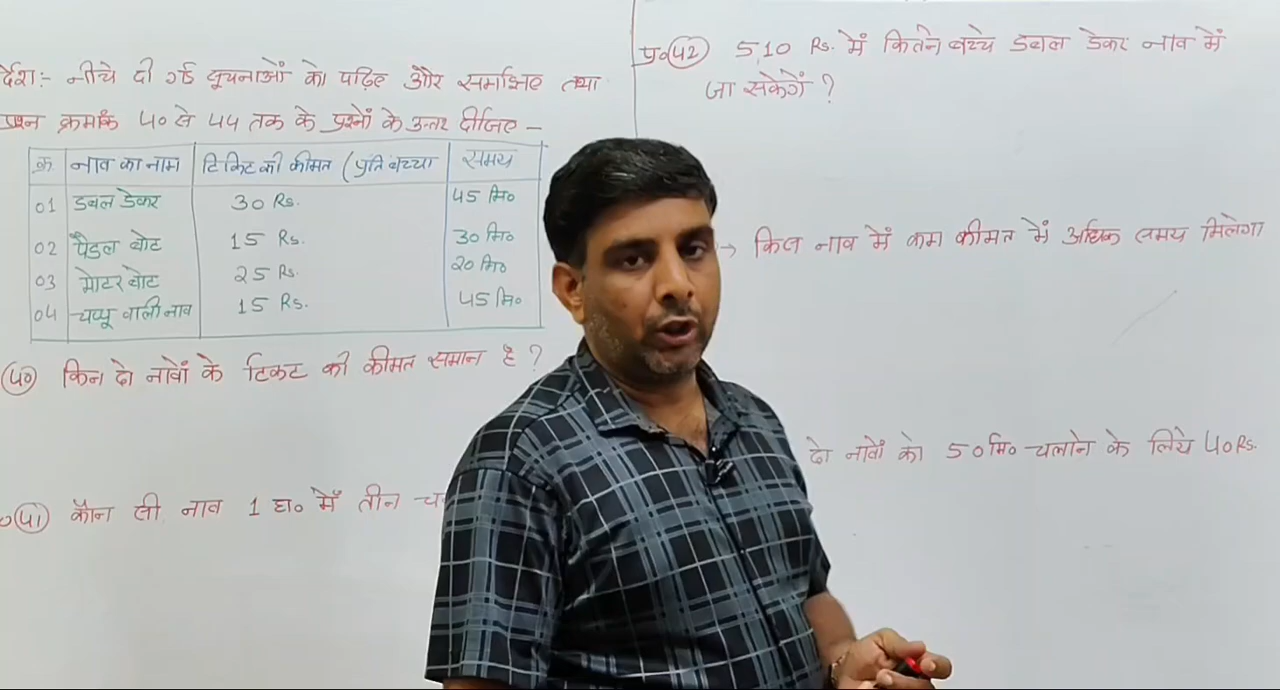 र्देश:- नीचे दी गई सूचनाओं को पढ़िए और समझिए तथा
प्रश्न क्रमांक 40 से 44 तक के प्रश्नों के उत्तर दीजिए -
क्र. नाव का नाम टिकिट की कीमत (प्रति बच्चा समय
01 डबल डेकर 30 Rs. 45 मि०
02 पैडल बोट 15 Rs. 30 मि०
03 मोटर बोट 25 Rs. 20 मि०
04 चप्पू वाली नाव 15 Rs. 45 मि०
(40) किन दो नावों के टिकट की कीमत समान है ?
(41) कौन सी नाव 1 घ० में तीन
प्र०(42) 510 Rs. में कितने बच्चे डबल डेकर नाव में
जा सकेगें ?
→ किस नाव में कम कीमत में अधिक समय मिलेगा
दो नावों को 50 मि० चलाने के लिये 40 Rs.